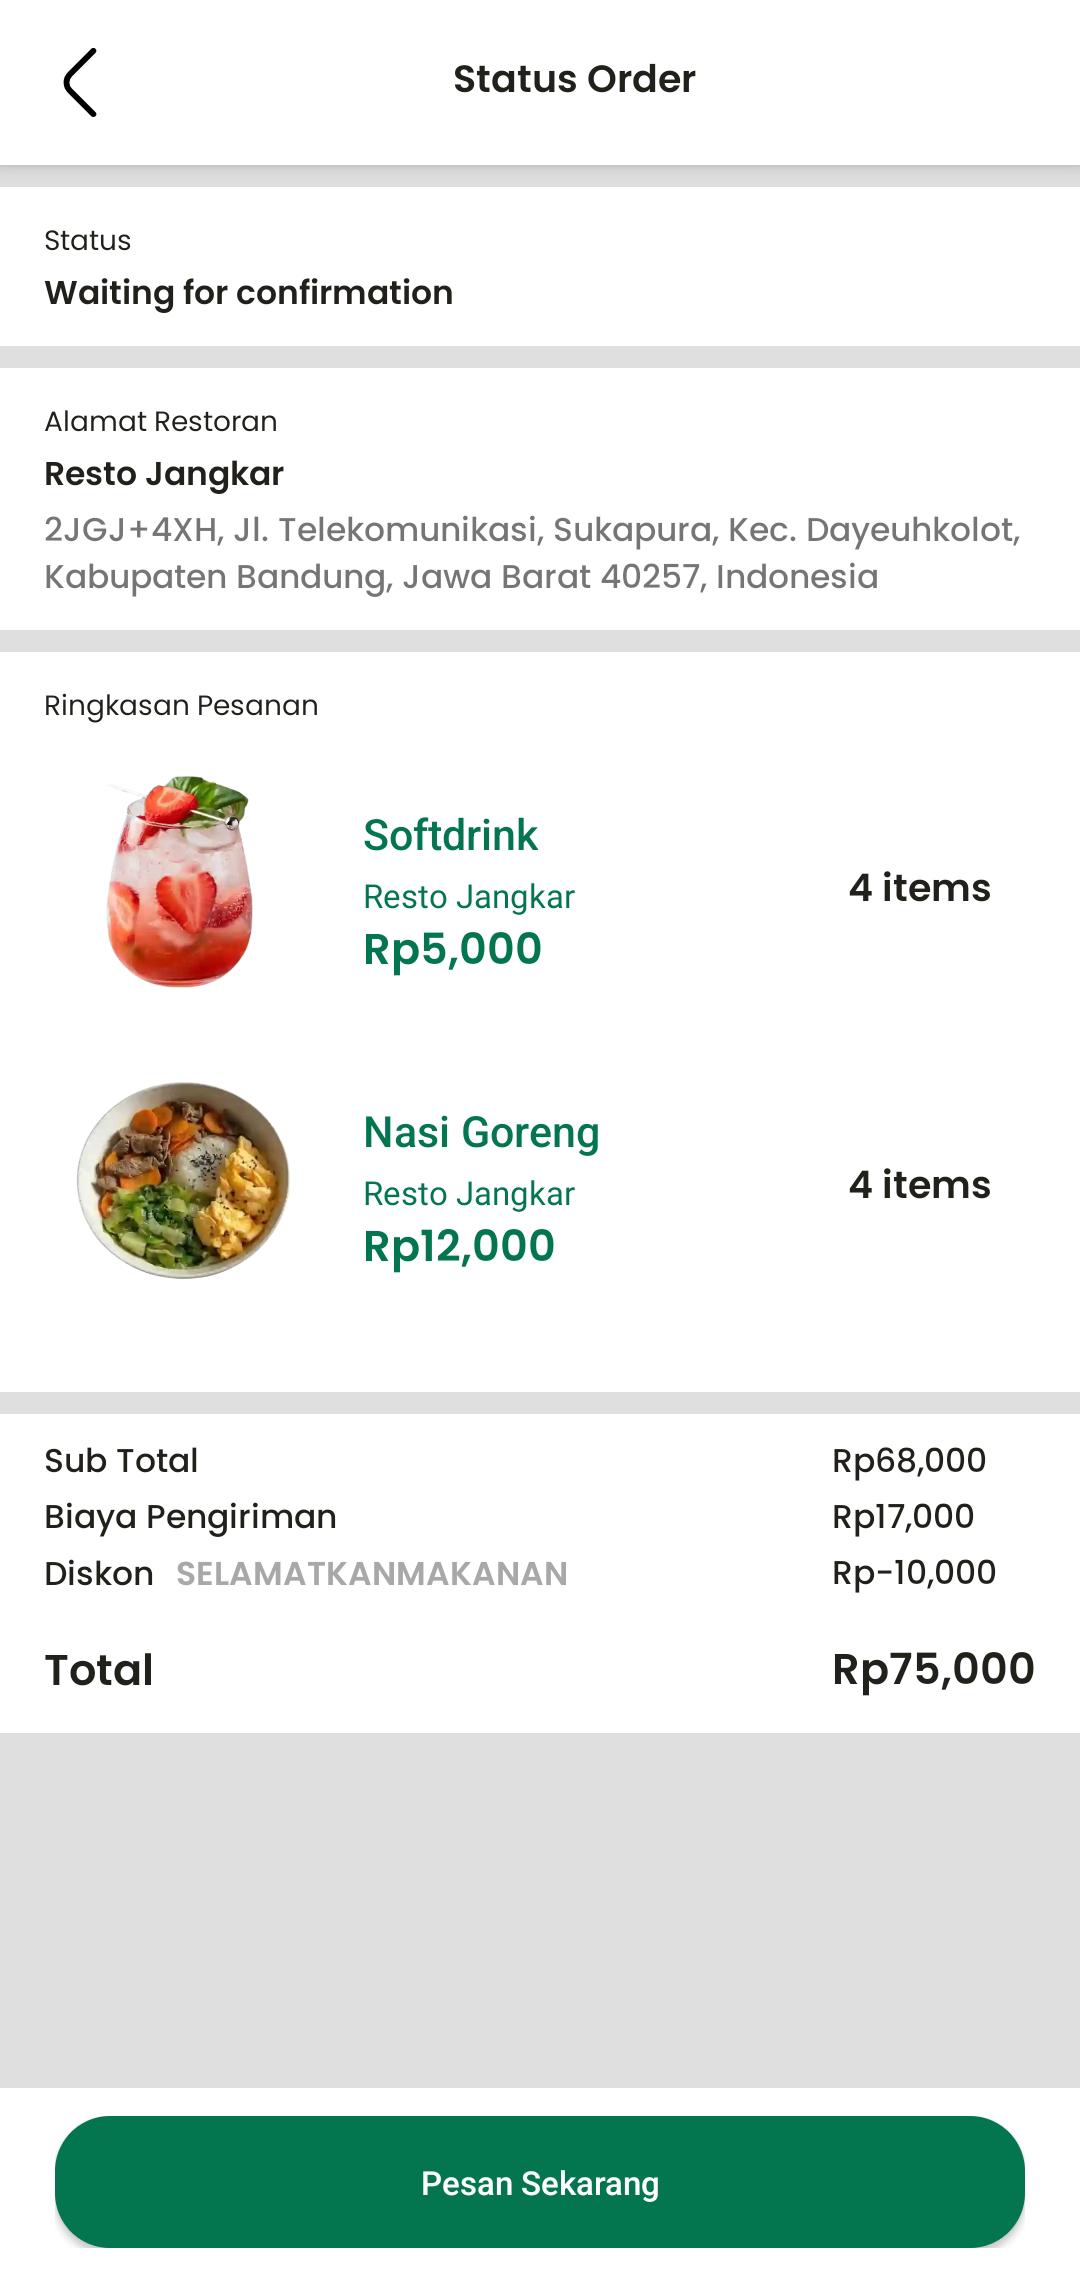 Status Order
Status
Waiting for confirmation
Alamat Restoran
Resto Jangkar
2JGJ+4XH, Jl. Telekomunikasi, Sukapura, Kec. Dayeuhkolot,
Kabupaten Bandung, Jawa Barat 40257, Indonesia
Ringkasan Pesanan
Softdrink
Resto Jangkar
Rp5,000
4 items
Nasi Goreng
Resto Jangkar
Rp12,000
4 items
Sub Total Rp68,000
Biaya Pengiriman Rp17,000
Diskon SELAMATKANMAKANAN Rp-10,000
Total Rp75,000
Pesan Sekarang